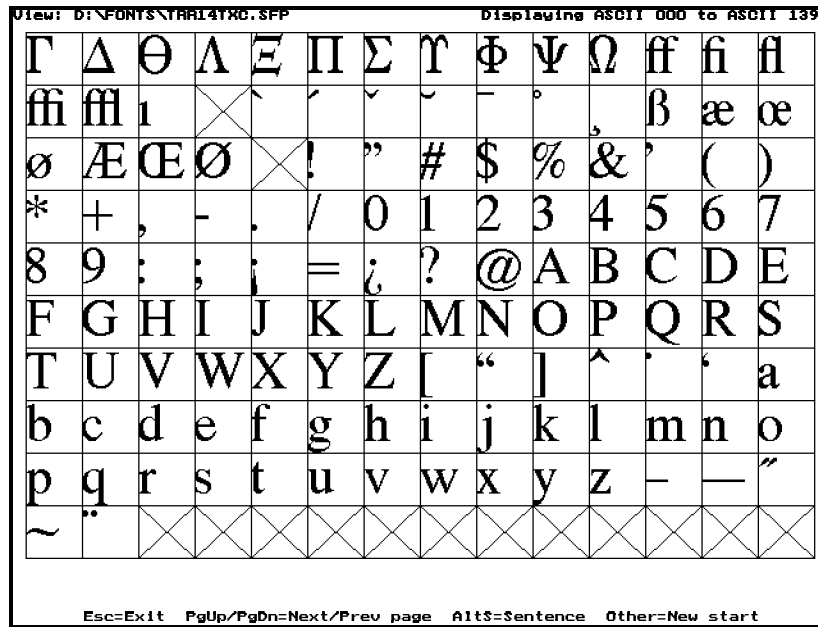 View: D:\FONTS\TRR14TXC.SFP Displaying ASCII 000 to ASCII 139
Γ Δ Θ Λ Ξ Π Σ ϒ Φ Ψ Ω ff fi fl
ffi ffl ı ` ´ ˇ ˘ ¯ ˚ ¸ ß æ œ
ø Æ Œ Ø ! ” # $ % & ’ ( )
* + , - . / 0 1 2 3 4 5 6 7
8 9 : ; ¡ = ¿ ? @ A B C D E
F G H I J K L M N O P Q R S
T U V W X Y Z [ “ ] ^ ˙ ‘ a
b c d e f g h i j k l m n o
p q r s t u v w x y z – — ˝
~ ¨
Esc=Exit PgUp/PgDn=Next/Prev page AltS=Sentence Other=New start